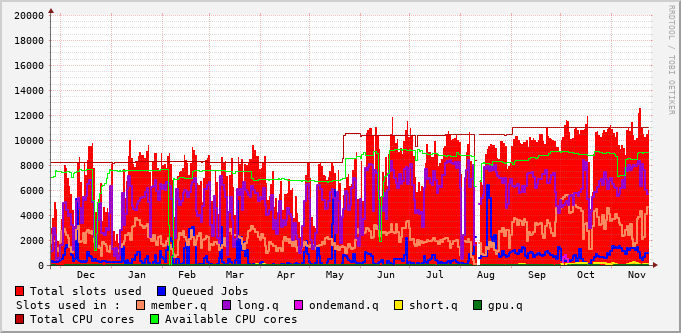 20000
18000
16000
14000
12000
10000
8000
6000
4000
2000
0
Dec Jan Feb Mar Apr May Jun Jul Aug Sep Oct Nov
RRDTOOL / TOBI OETIKER
Total slots used Queued Jobs
Slots used in : member.q long.q ondemand.q short.q gpu.q
Total CPU cores Available CPU cores